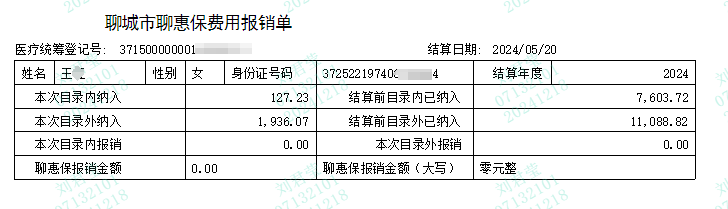 聊城市聊惠保费用报销单
医疗统筹登记号: 371500000001 结算日期: 2024/05/20
姓名 王 性别 女 身份证号码 37252219740 4 结算年度 2024
本次目录内纳入 127.23 结算前目录内已纳入 7,603.72
本次目录外纳入 1,936.07 结算前目录外已纳入 11,088.82
本次目录内报销 0.00 本次目录外报销 0.00
聊惠保报销金额 0.00 聊惠保报销金额（大写） 零元整